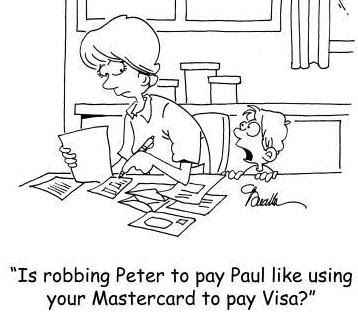 "Is robbing Peter to pay Paul like using
your Mastercard to pay Visa?"